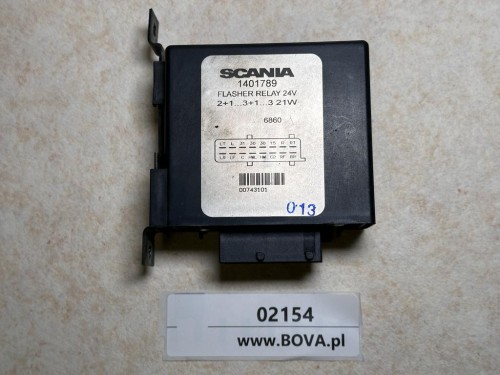 SCANIA
1401789
FLASHER RELAY 24V
2+1...3+1...3 21W
6860
00743101
013
02154
www.BOVA.pl